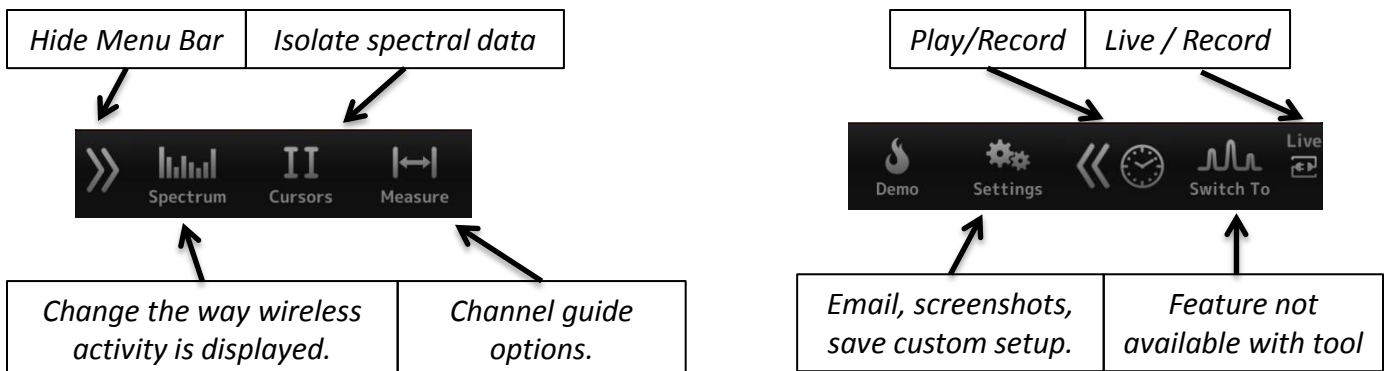 Hide Menu Bar
Isolate spectral data
Play/Record
Live / Record
Spectrum
Cursors
Measure
Demo
Settings
Switch To
Live
Change the way wireless
activity is displayed.
Channel guide
options.
Email, screenshots,
save custom setup.
Feature not
available with tool